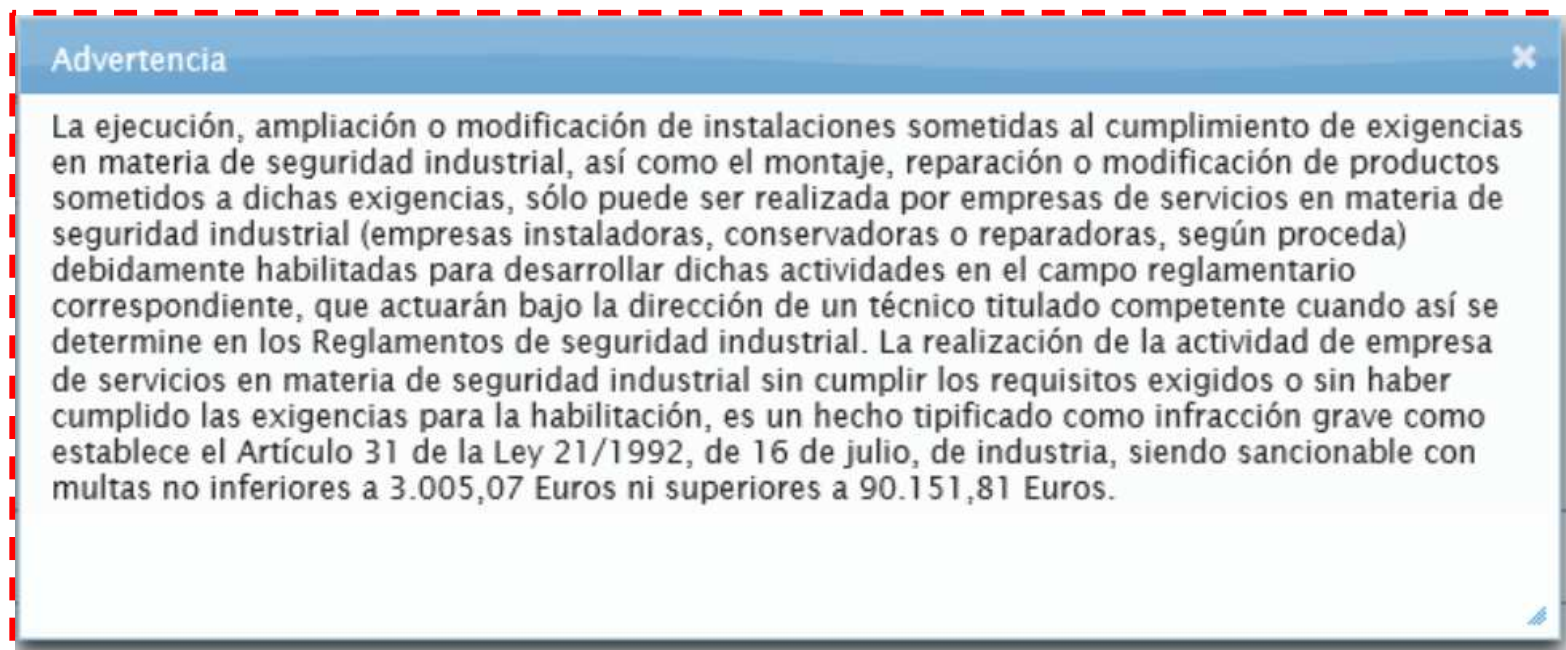 Advertencia
La ejecución, ampliación o modificación de instalaciones sometidas al cumplimiento de exigencias
en materia de seguridad industrial, así como el montaje, reparación o modificación de productos
sometidos a dichas exigencias, sólo puede ser realizada por empresas de servicios en materia de
seguridad industrial (empresas instaladoras, conservadoras o reparadoras, según proceda)
debidamente habilitadas para desarrollar dichas actividades en el campo reglamentario
correspondiente, que actuarán bajo la dirección de un técnico titulado competente cuando así se
determine en los Reglamentos de seguridad industrial. La realización de la actividad de empresa
de servicios en materia de seguridad industrial sin cumplir los requisitos exigidos o sin haber
cumplido las exigencias para la habilitación, es un hecho tipificado como infracción grave como
establece el Artículo 31 de la Ley 21/1992, de 16 de julio, de industria, siendo sancionable con
multas no inferiores a 3.005,07 Euros ni superiores a 90.151,81 Euros.